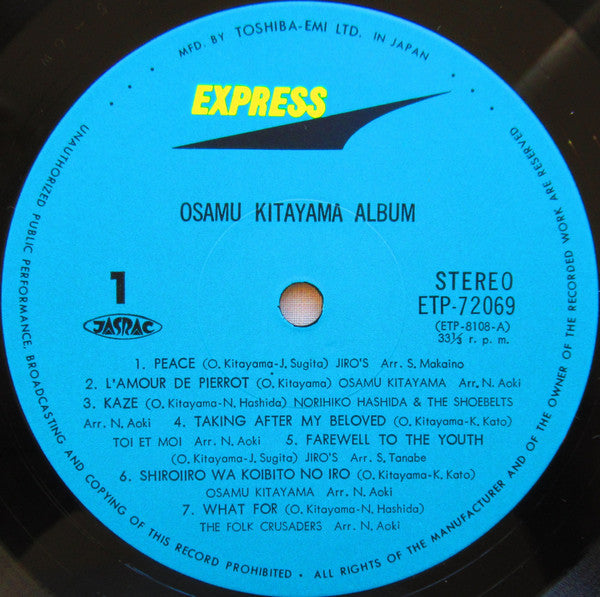 MFD. BY TOSHIBA-EMI LTD. IN JAPAN
EXPRESS
OSAMU KITAYAMA ALBUM
1
JASRAC
STEREO
ETP-72069
(ETP-8108-A)
33⅓ r. p. m.
1. PEACE (O. Kitayama-J. Sugita) JIRO'S Arr. S. Makaino
2. L'AMOUR DE PIERROT (O. Kitayama) OSAMU KITAYAMA Arr. N. Aoki
3. KAZE (O. Kitayama-N. Hashida) NORIHIKO HASHIDA & THE SHOEBELTS
Arr. N. Aoki 4. TAKING AFTER MY BELOVED (O. Kitayama-K. Kato)
TOI ET MOI Arr. N. Aoki 5. FAREWELL TO THE YOUTH
(O. Kitayama-J. Sugita) JIRO'S Arr. S. Tanabe
6. SHIROIIRO WA KOIBITO NO IRO (O. Kitayama-K. Kato)
OSAMU KITAYAMA Arr. N. Aoki
7. WHAT FOR (O. Kitayama-N. Hashida)
THE FOLK CRUSADERS Arr. N. Aoki
UNAUTHORIZED PUBLIC PERFORMANCE, BROADCASTING AND COPYING OF THIS RECORD PROHIBITED • ALL RIGHTS OF THE MANUFACTURER AND OF THE OWNER OF THE RECORDED WORK ARE RESERVED